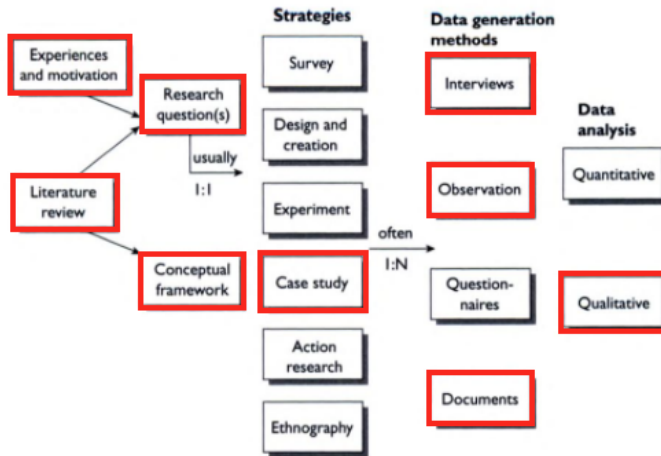 Experiences
and motivation
Literature
review
Research
question(s)
usually
1:1
Conceptual
framework
Strategies
Survey
Design and
creation
Experiment
Case study
Action
research
Ethnography
often
1:N
Data generation
methods
Interviews
Observation
Question-
naires
Documents
Data
analysis
Quantitative
Qualitative